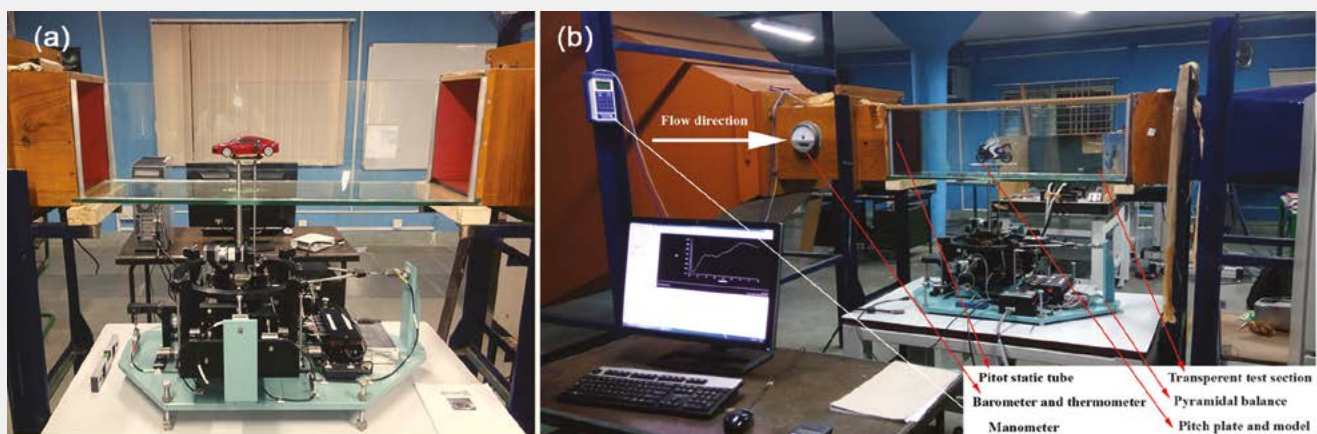 (a)
(b)
Flow direction
Pitot static tube
Barometer and thermometer
Manometer
Transperent test section
Pyramidal balance
Pitch plate and model